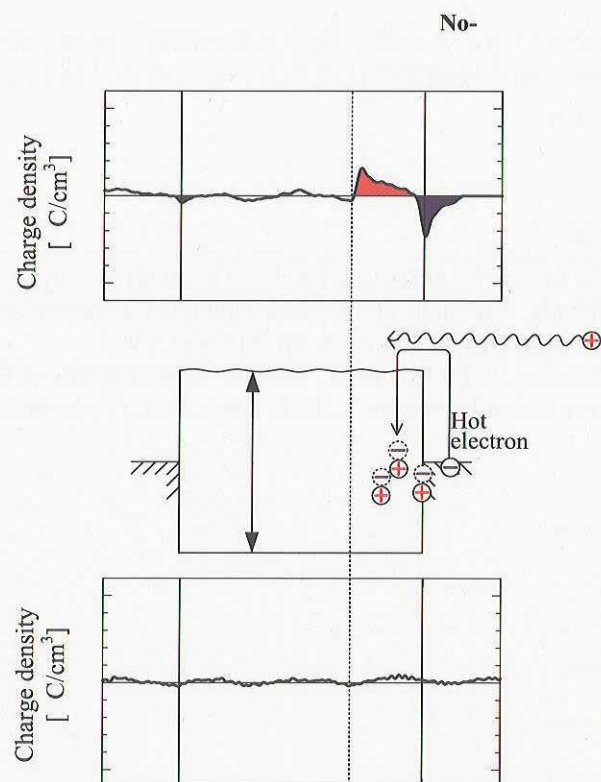 No-
Charge density
[ C/cm³]
+
Hot
electron
− −
− + −
+ +
Charge density
[ C/cm³]